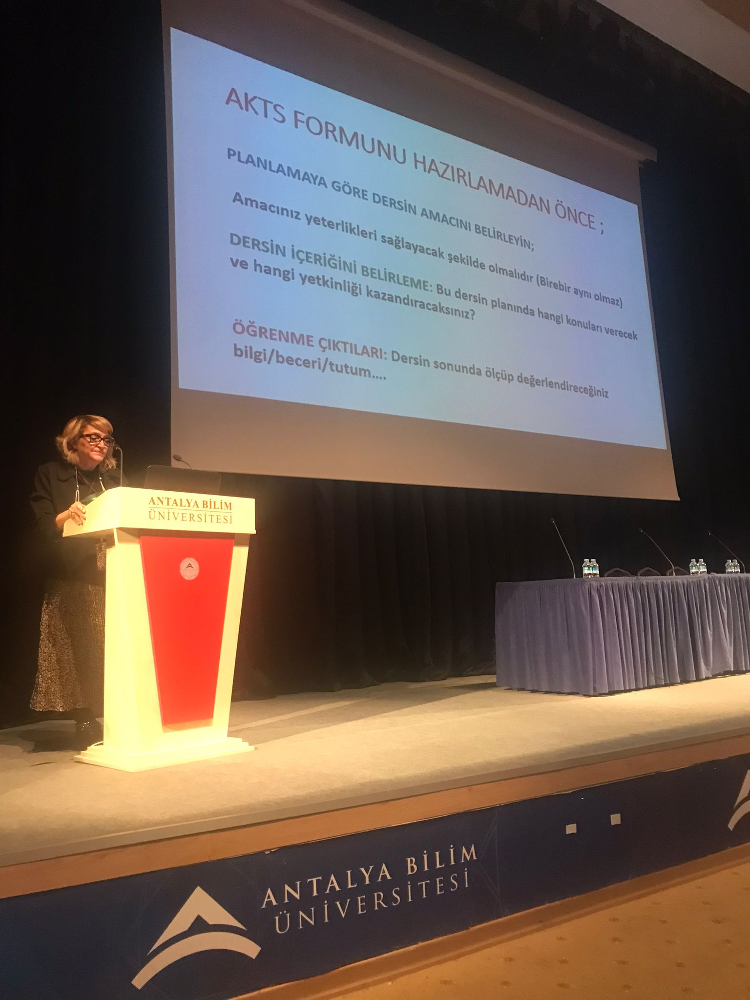 AKTS FORMUNU HAZIRLAMADAN ÖNCE ;
PLANLAMAYA GÖRE DERSİN AMACINI BELİRLEYİN;
Amacınız yeterlikleri sağlayacak şekilde olmalıdır (Birebir aynı olmaz)
DERSİN İÇERİĞİNİ BELİRLEME: Bu dersin planında hangi konuları verecek
ve hangi yetkinliği kazandıracaksınız?
ÖĞRENME ÇIKTILARI: Dersin sonunda ölçüp değerlendireceğiniz
bilgi/beceri/tutum....
ANTALYA BİLİM
ÜNİVERSİTESİ
ANTALYA BİLİM
ÜNİVERSİTESİ